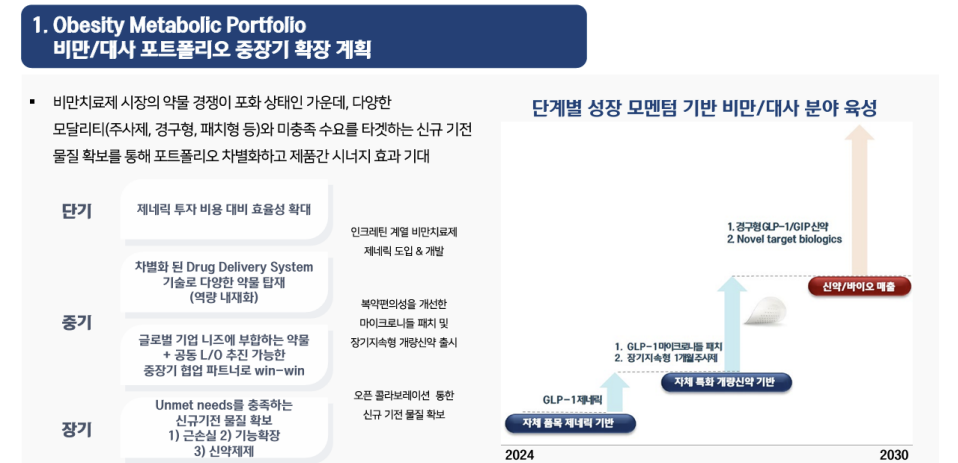 1. Obesity Metabolic Portfolio
비만/대사 포트폴리오 중장기 확장 계획
▪ 비만치료제 시장의 약물 경쟁이 포화 상태인 가운데, 다양한
모달리티(주사제, 경구형, 패치형 등)와 미충족 수요를 타겟하는 신규 기전
물질 확보를 통해 포트폴리오 차별화하고 제품간 시너지 효과 기대
단기
제네릭 투자 비용 대비 효율성 확대
인크레틴 계열 비만치료제
제네릭 도입 & 개발
중기
차별화 된 Drug Delivery System
기술로 다양한 약물 탑재
(역량 내재화)
글로벌 기업 니즈에 부합하는 약물
+ 공동 L/O 추진 가능한
중장기 협업 파트너로 win-win
복약편의성을 개선한
마이크로니들 패치 및
장기지속형 개량신약 출시
장기
Unmet needs를 충족하는
신규기전 물질 확보
1) 근손실 2) 기능확장
3) 신약제제
오픈 콜라보레이션 통한
신규 기전 물질 확보
단계별 성장 모멘텀 기반 비만/대사 분야 육성
1. 경구형 GLP-1/GIP 신약
2. Novel target biologics
신약/바이오 매출
1. GLP-1 마이크로니들 패치
2. 장기지속형 1개월 주사제
자체 특화 개량신약 기반
GLP-1 제네릭
자체 품목 제네릭 기반
2024
2030